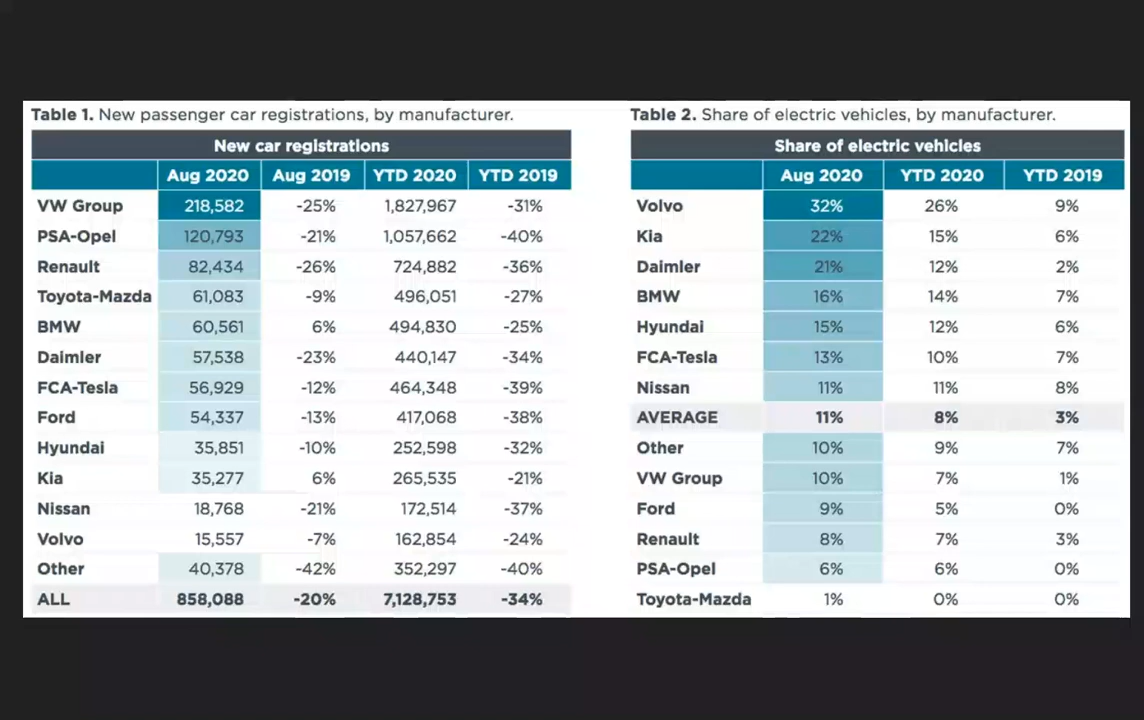 Table 1. New passenger car registrations, by manufacturer.
New car registrations
Aug 2020 Aug 2019 YTD 2020 YTD 2019
VW Group 218,582 -25% 1,827,967 -31%
PSA-Opel 120,793 -21% 1,057,662 -40%
Renault 82,434 -26% 724,882 -36%
Toyota-Mazda 61,083 -9% 496,051 -27%
BMW 60,561 6% 494,830 -25%
Daimler 57,538 -23% 440,147 -34%
FCA-Tesla 56,929 -12% 464,348 -39%
Ford 54,337 -13% 417,068 -38%
Hyundai 35,851 -10% 252,598 -32%
Kia 35,277 6% 265,535 -21%
Nissan 18,768 -21% 172,514 -37%
Volvo 15,557 -7% 162,854 -24%
Other 40,378 -42% 352,297 -40%
ALL 858,088 -20% 7,128,753 -34%
Table 2. Share of electric vehicles, by manufacturer.
Share of electric vehicles
Aug 2020 YTD 2020 YTD 2019
Volvo 32% 26% 9%
Kia 22% 15% 6%
Daimler 21% 12% 2%
BMW 16% 14% 7%
Hyundai 15% 12% 6%
FCA-Tesla 13% 10% 7%
Nissan 11% 11% 8%
AVERAGE 11% 8% 3%
Other 10% 9% 7%
VW Group 10% 7% 1%
Ford 9% 5% 0%
Renault 8% 7% 3%
PSA-Opel 6% 6% 0%
Toyota-Mazda 1% 0% 0%